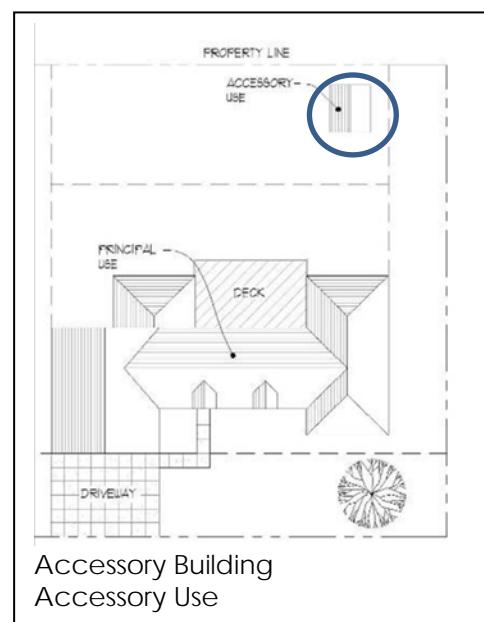 PROPERTY LINE
ACCESSORY
USE
PRINCIPAL
USE
DECK
DRIVEWAY
Accessory Building
Accessory Use